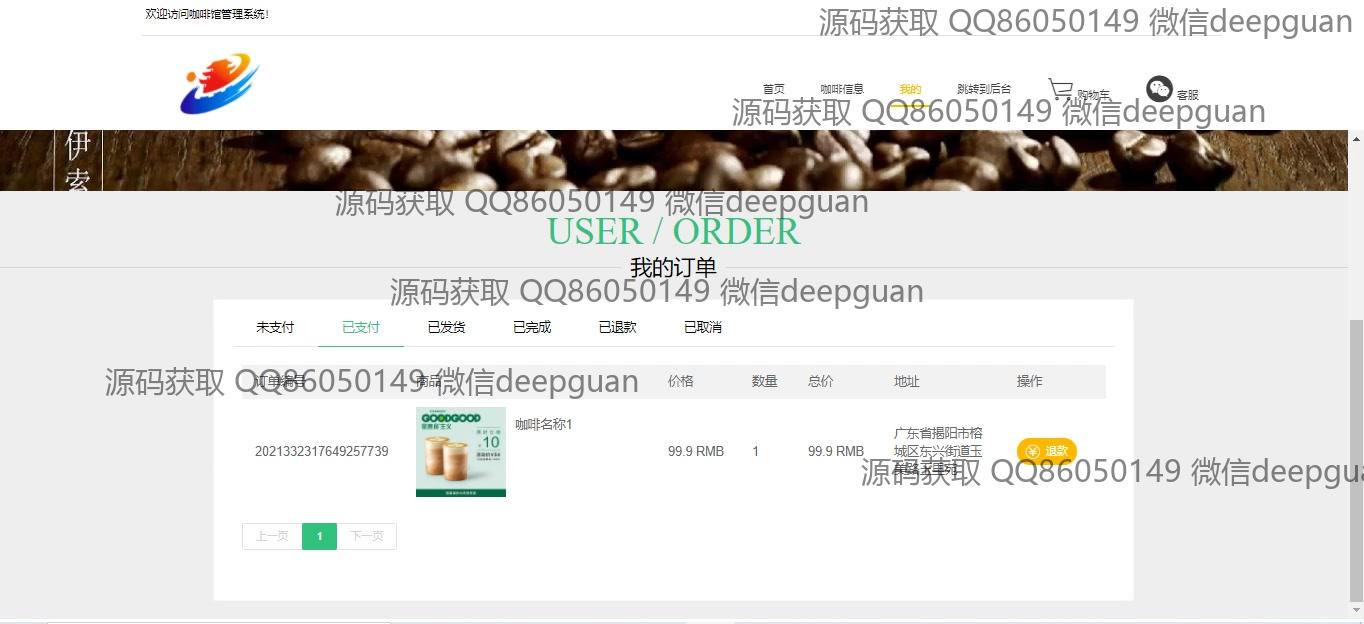 欢迎访问咖啡馆管理系统！
源码获取 QQ86050149 微信deepguan
首页
咖啡信息
我的
跳转到后台
购物车
客服
源码获取 QQ86050149 微信deepguan
伊
索
源码获取 QQ86050149 微信deepguan
USER / ORDER
我的订单
源码获取 QQ86050149 微信deepguan
未支付
已支付
已发货
已完成
已退款
已取消
源码获取 QQ86050149 微信deepguan
订单编号
商品
价格
数量
总价
地址
操作
2021332317649257739
GOODGOOD
10
咖啡名称1
99.9 RMB
1
99.9 RMB
广东省揭阳市榕
城区东兴街道玉
退款
源码获取 QQ86050149 微信deepgua
上一页
1
下一页